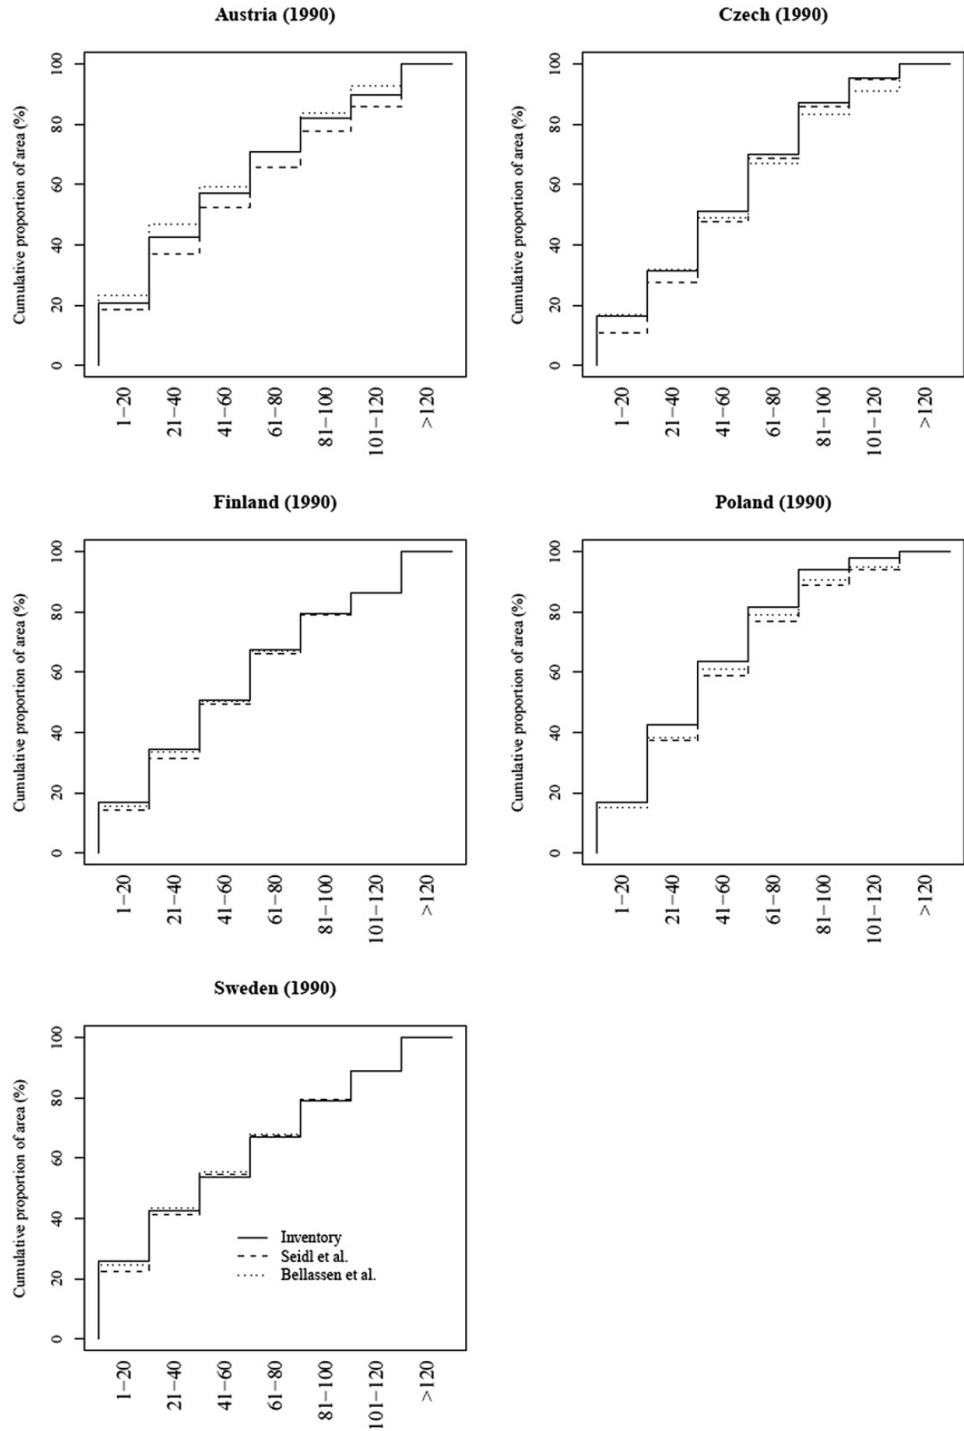 Austria (1990)
Cumulative proportion of area (%)
0 20 40 60 80 100
1−20 21−40 41−60 61−80 81−100 101−120 >120
Czech (1990)
Cumulative proportion of area (%)
0 20 40 60 80 100
1−20 21−40 41−60 61−80 81−100 101−120 >120
Finland (1990)
Cumulative proportion of area (%)
0 20 40 60 80 100
1−20 21−40 41−60 61−80 81−100 101−120 >120
Poland (1990)
Cumulative proportion of area (%)
0 20 40 60 80 100
1−20 21−40 41−60 61−80 81−100 101−120 >120
Sweden (1990)
Cumulative proportion of area (%)
0 20 40 60 80 100
Inventory
Seidl et al.
Bellassen et al.
1−20 21−40 41−60 61−80 81−100 101−120 >120